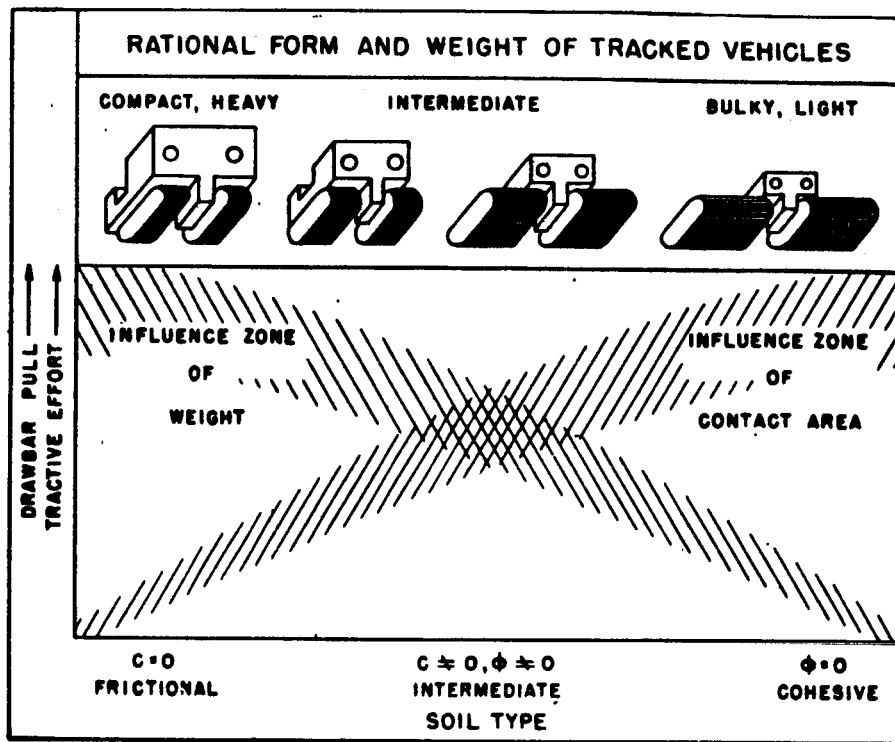 RATIONAL FORM AND WEIGHT OF TRACKED VEHICLES
COMPACT, HEAVY
INTERMEDIATE
BULKY, LIGHT
DRAWBAR PULL
TRACTIVE EFFORT
INFLUENCE ZONE
OF
WEIGHT
INFLUENCE ZONE
OF
CONTACT AREA
C=0
FRICTIONAL
C≠0, ϕ≠0
INTERMEDIATE
ϕ=0
COHESIVE
SOIL TYPE